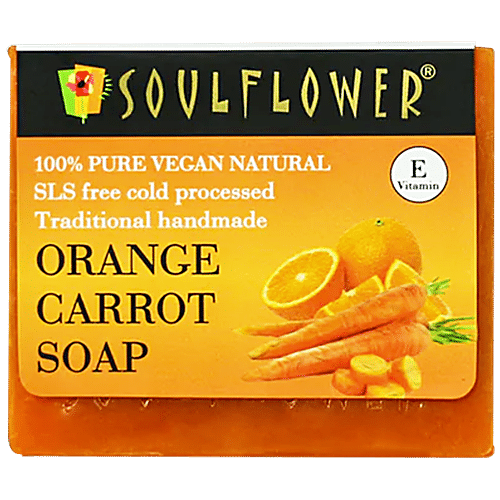 SOULFLOWER®
100% PURE VEGAN NATURAL
SLS free cold processed
Traditional handmade
E
Vitamin
ORANGE
CARROT
SOAP